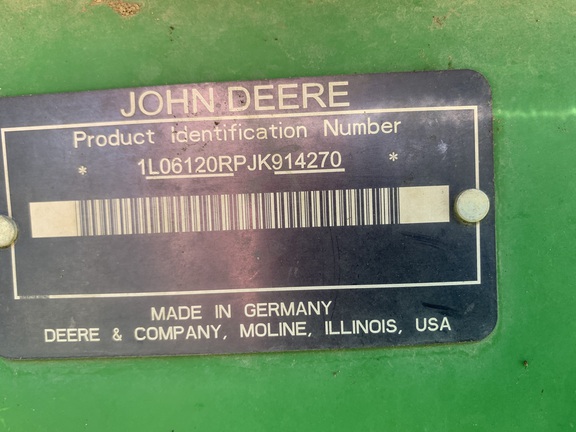 JOHN DEERE
Product identification Number
* 1L06120RPJK914270 *
MADE IN GERMANY
DEERE & COMPANY, MOLINE, ILLINOIS, USA